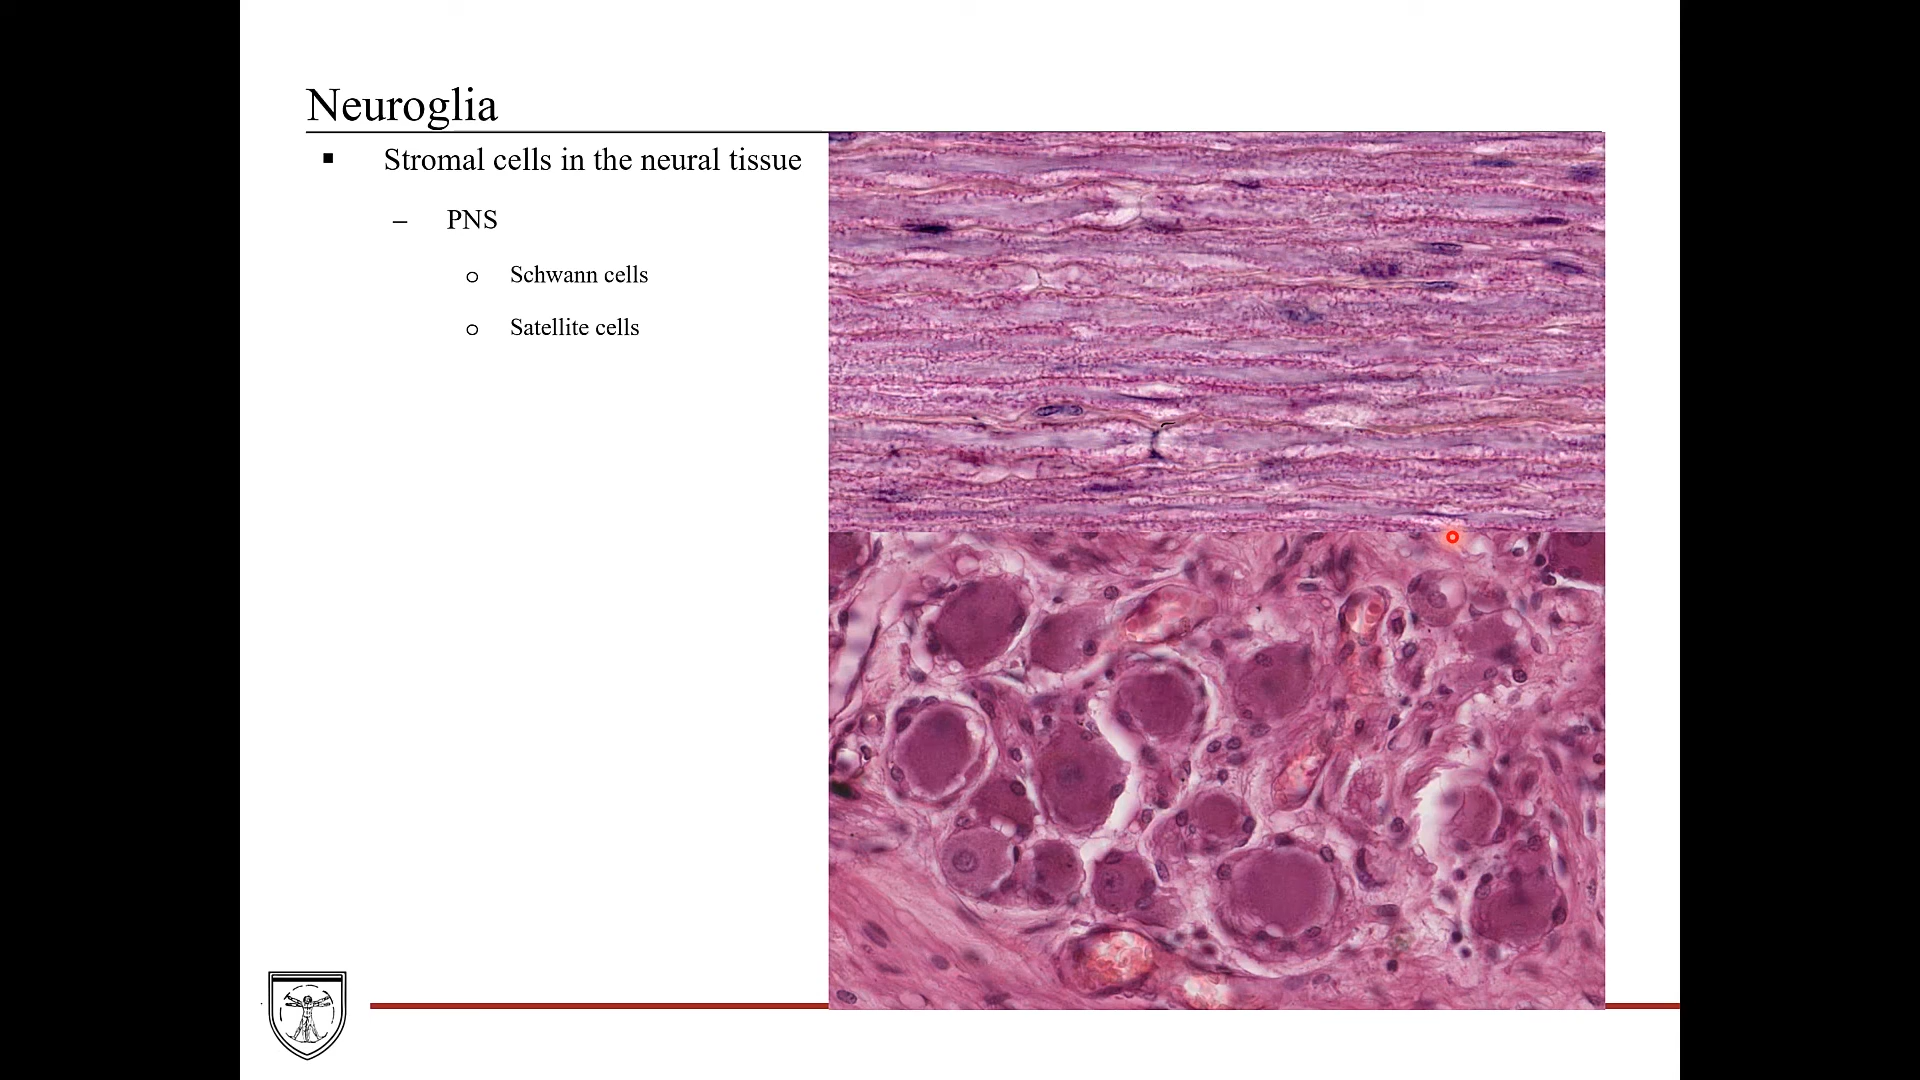 Neuroglia
▪ Stromal cells in the neural tissue
– PNS
o Schwann cells
o Satellite cells